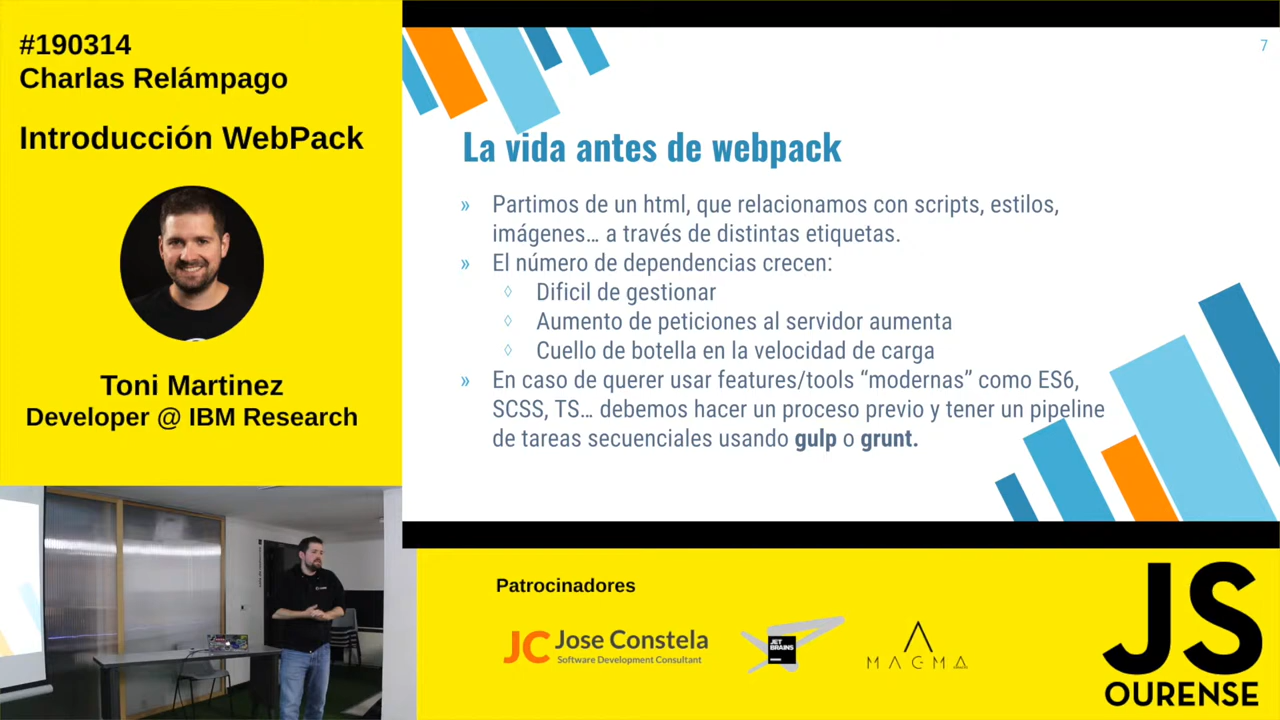 #190314
Charlas Relámpago
Introducción WebPack
Toni Martinez
Developer @ IBM Research
7
La vida antes de webpack
» Partimos de un html, que relacionamos con scripts, estilos,
imágenes… a través de distintas etiquetas.
» El número de dependencias crecen:
◊ Dificil de gestionar
◊ Aumento de peticiones al servidor aumenta
◊ Cuello de botella en la velocidad de carga
» En caso de querer usar features/tools “modernas” como ES6,
SCSS, TS… debemos hacer un proceso previo y tener un pipeline
de tareas secuenciales usando gulp o grunt.
Patrocinadores
JC Jose Constela
Software Development Consultant
JET
BRAINS
MAGMA
JS
OURENSE